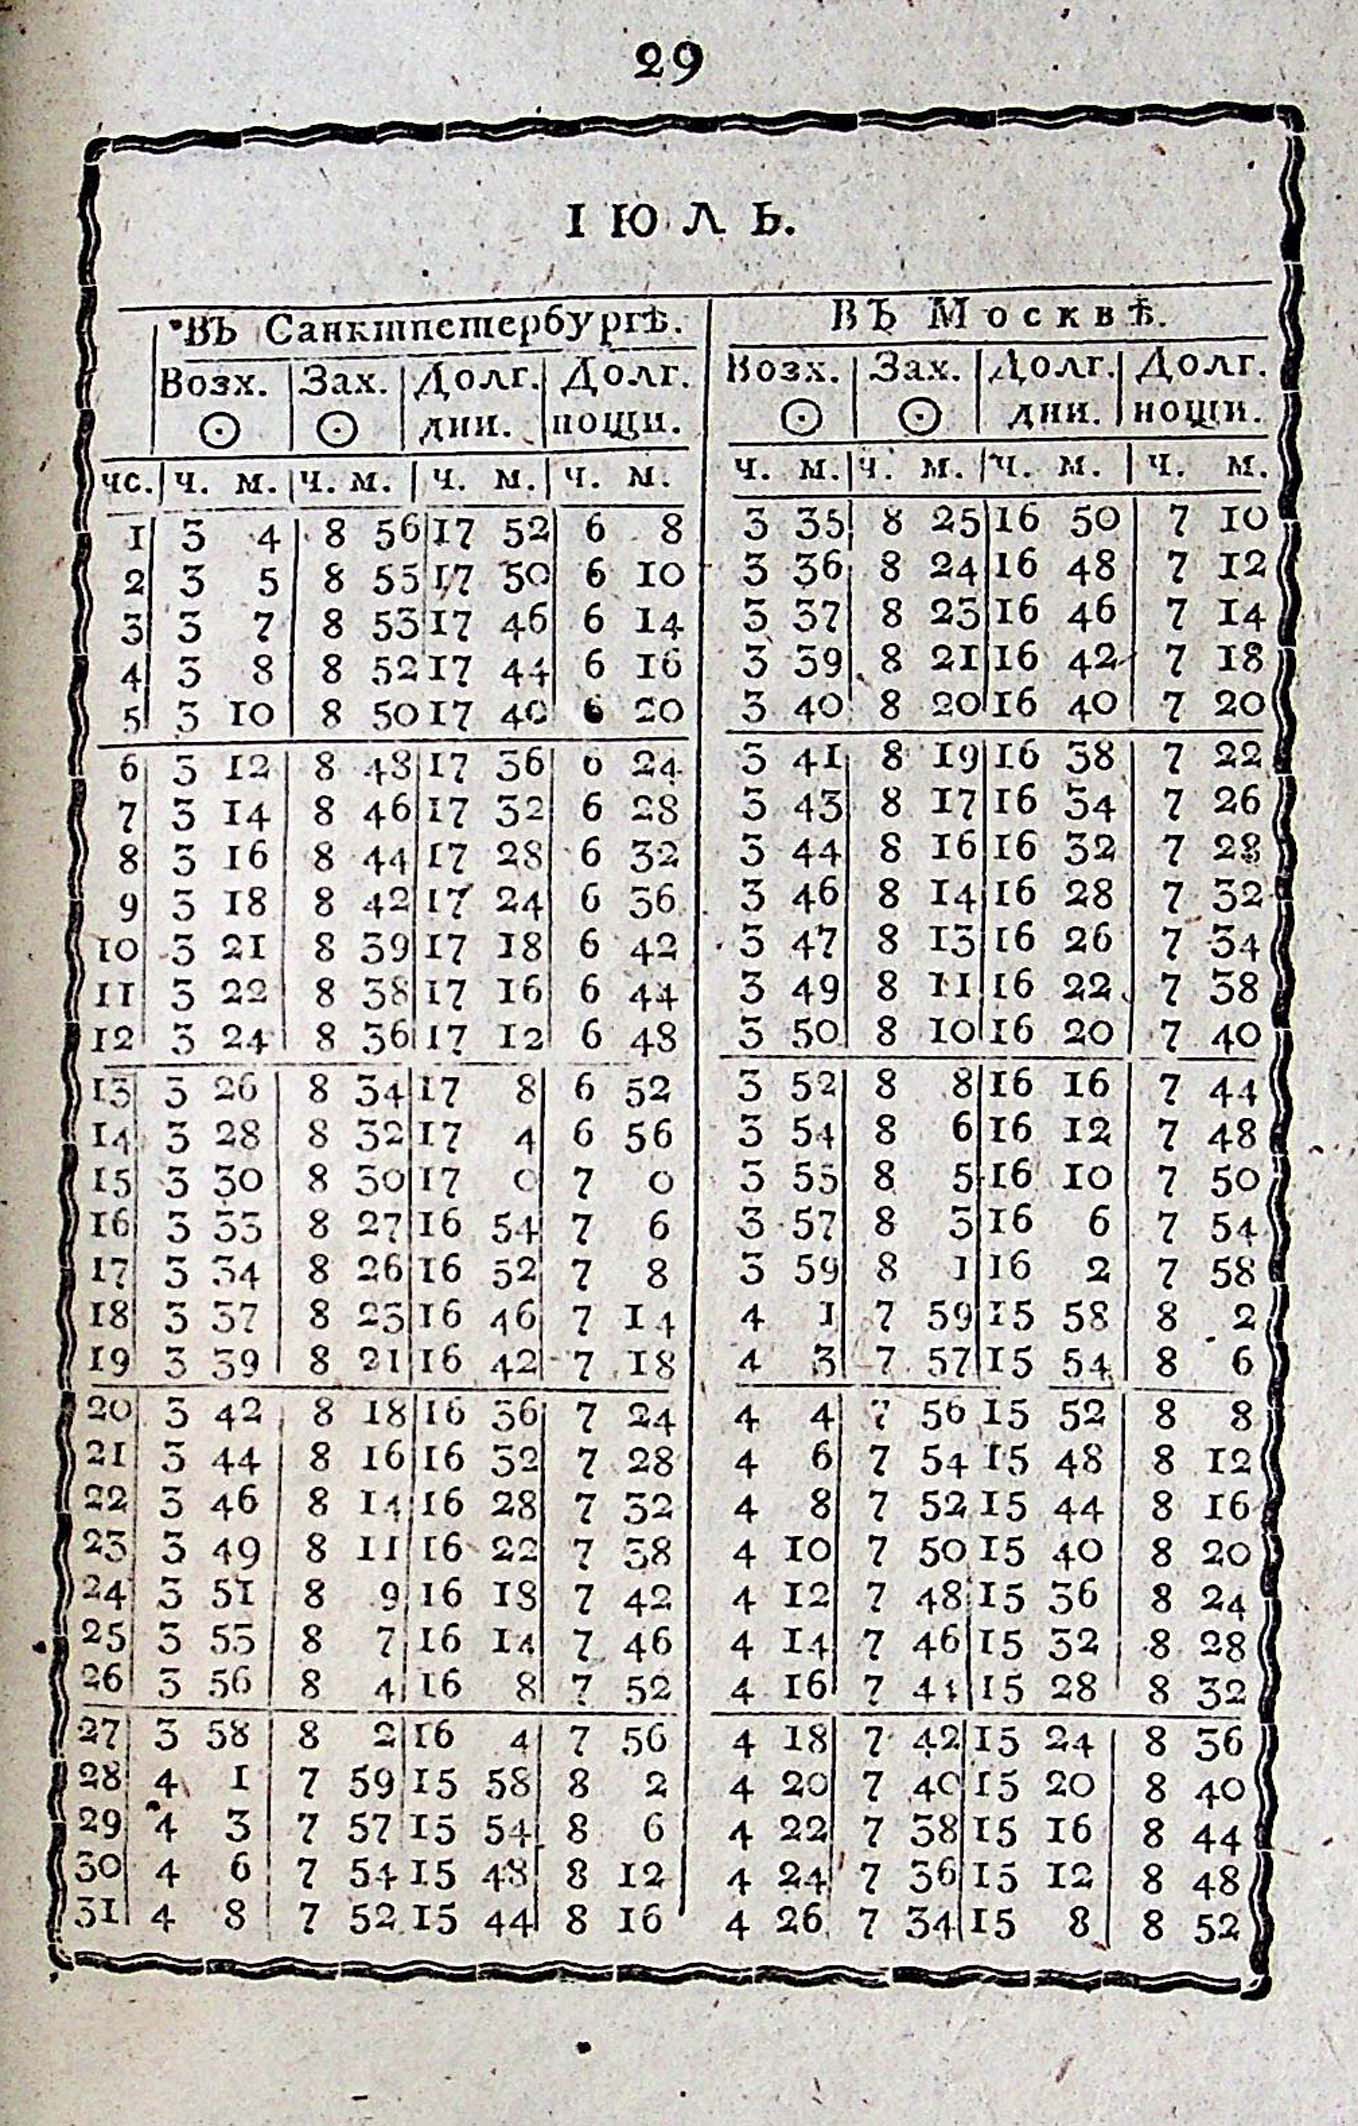 29
ІЮЛЬ.
ВЪ Санктпетербургѣ. ВЪ Москвѣ.
Возх. Зах. Долг. Долг. Возх. Зах. Долг. Долг.
☉ ☉ дни. нощи. ☉ ☉ дни. нощи.
чс. ч. м. ч. м. ч. м. ч. м. ч. м. ч. м. ч. м. ч. м.
1 3 4 8 56 17 52 6 8 3 35 8 25 16 50 7 10
2 3 5 8 55 17 50 6 10 3 36 8 24 16 48 7 12
3 3 7 8 53 17 46 6 14 3 37 8 23 16 46 7 14
4 3 8 8 52 17 44 6 16 3 39 8 21 16 42 7 18
5 3 10 8 50 17 40 6 20 3 40 8 20 16 40 7 20
6 3 12 8 48 17 36 6 24 3 41 8 19 16 38 7 22
7 3 14 8 46 17 32 6 28 3 43 8 17 16 34 7 26
8 3 16 8 44 17 28 6 32 3 44 8 16 16 32 7 28
9 3 18 8 42 17 24 6 36 3 46 8 14 16 28 7 32
10 3 21 8 39 17 18 6 42 3 47 8 13 16 26 7 34
11 3 22 8 38 17 16 6 44 3 49 8 11 16 22 7 38
12 3 24 8 36 17 12 6 48 3 50 8 10 16 20 7 40
13 3 26 8 34 17 8 6 52 3 52 8 8 16 16 7 44
14 3 28 8 32 17 4 6 56 3 54 8 6 16 12 7 48
15 3 30 8 30 17 0 7 0 3 55 8 5 16 10 7 50
16 3 33 8 27 16 54 7 6 3 57 8 3 16 6 7 54
17 3 34 8 26 16 52 7 8 3 59 8 1 16 2 7 58
18 3 37 8 23 16 46 7 14 4 1 7 59 15 58 8 2
19 3 39 8 21 16 42 7 18 4 3 7 57 15 54 8 6
20 3 42 8 18 16 36 7 24 4 4 7 56 15 52 8 8
21 3 44 8 16 16 32 7 28 4 6 7 54 15 48 8 12
22 3 46 8 14 16 28 7 32 4 8 7 52 15 44 8 16
23 3 49 8 11 16 22 7 38 4 10 7 50 15 40 8 20
24 3 51 8 9 16 18 7 42 4 12 7 48 15 36 8 24
25 3 53 8 7 16 14 7 46 4 14 7 46 15 32 8 28
26 3 56 8 4 16 8 7 52 4 16 7 44 15 28 8 32
27 3 58 8 2 16 4 7 56 4 18 7 42 15 24 8 36
28 4 1 7 59 15 58 8 2 4 20 7 40 15 20 8 40
29 4 3 7 57 15 54 8 6 4 22 7 38 15 16 8 44
30 4 6 7 54 15 48 8 12 4 24 7 36 15 12 8 48
31 4 8 7 52 15 44 8 16 4 26 7 34 15 8 8 52